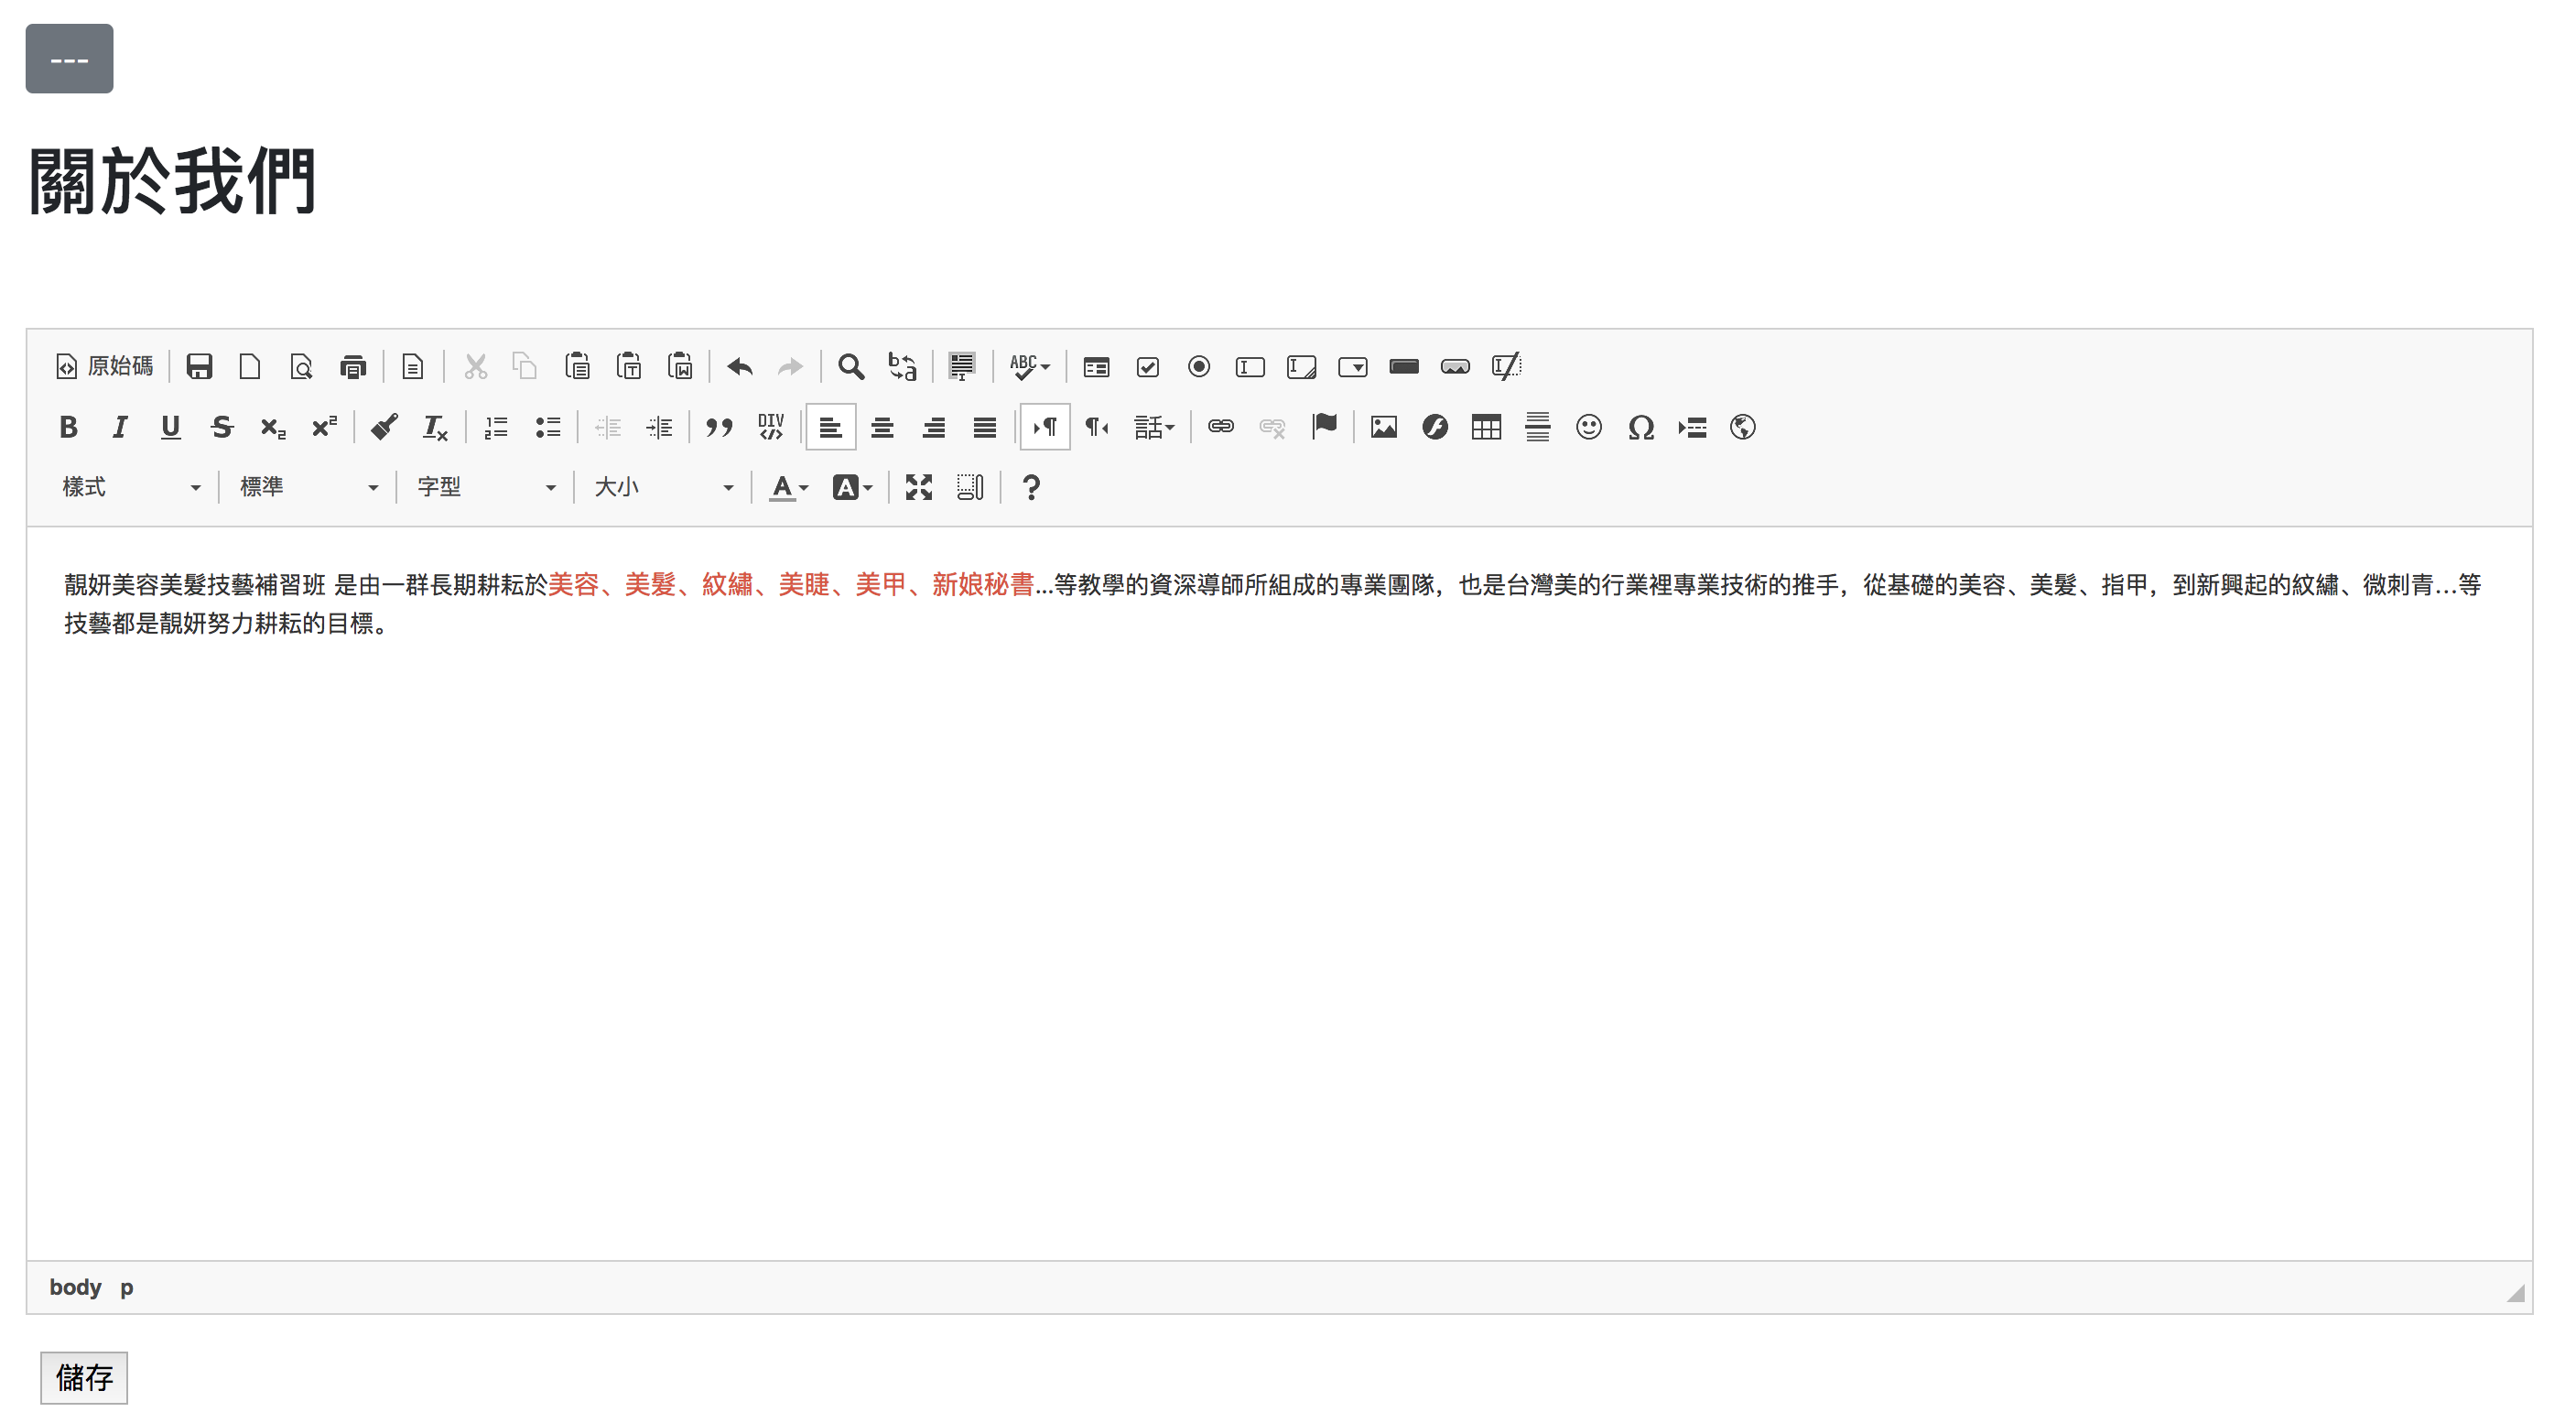 ---
關於我們
原始碼
樣式 標準 字型 大小
靚妍美容美髮技藝補習班 是由一群長期耕耘於美容、美髮、紋繡、美睫、美甲、新娘秘書...等教學的資深導師所組成的專業團隊，也是台灣美的行業裡專業技術的推手，從基礎的美容、美髮、指甲，到新興起的紋繡、微刺青...等
技藝都是靚妍努力耕耘的目標。
body p
儲存